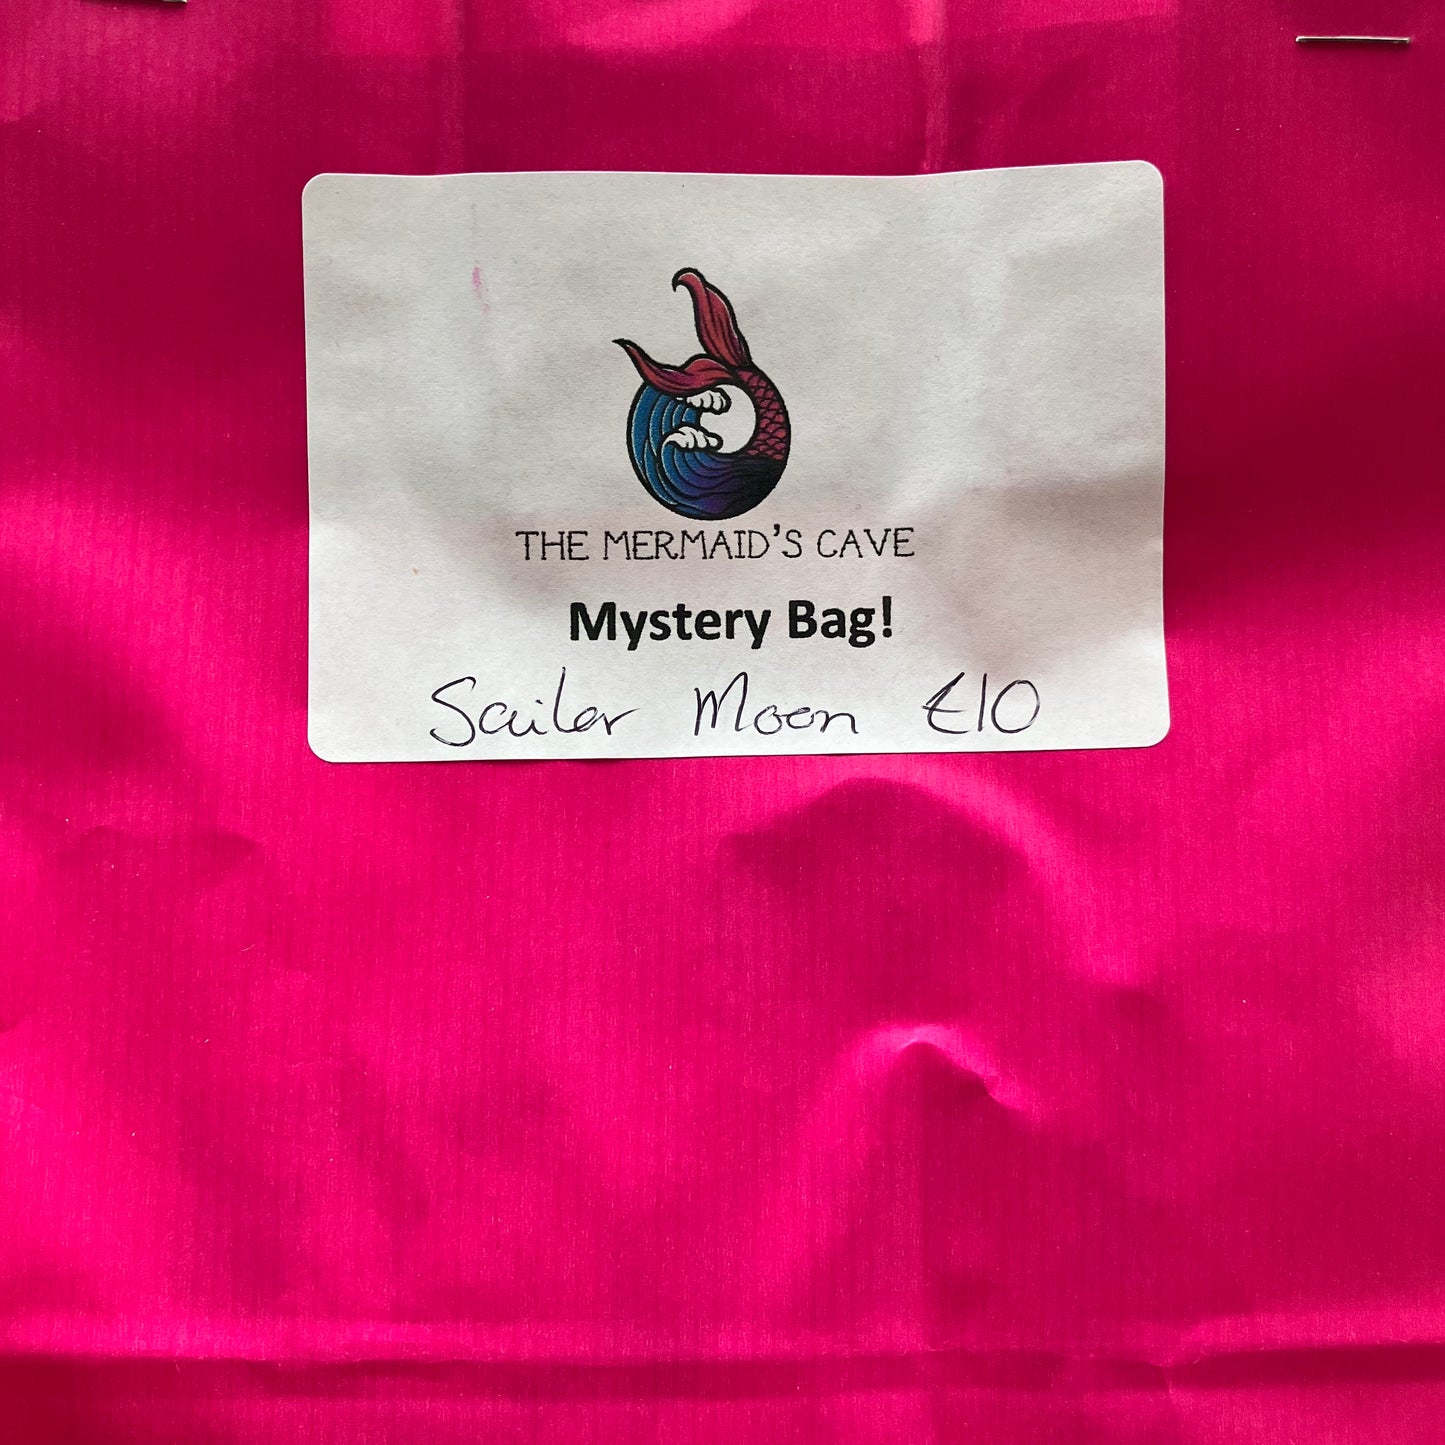 THE MERMAID'S CAVE
Mystery Bag!
Sailor Moon £10